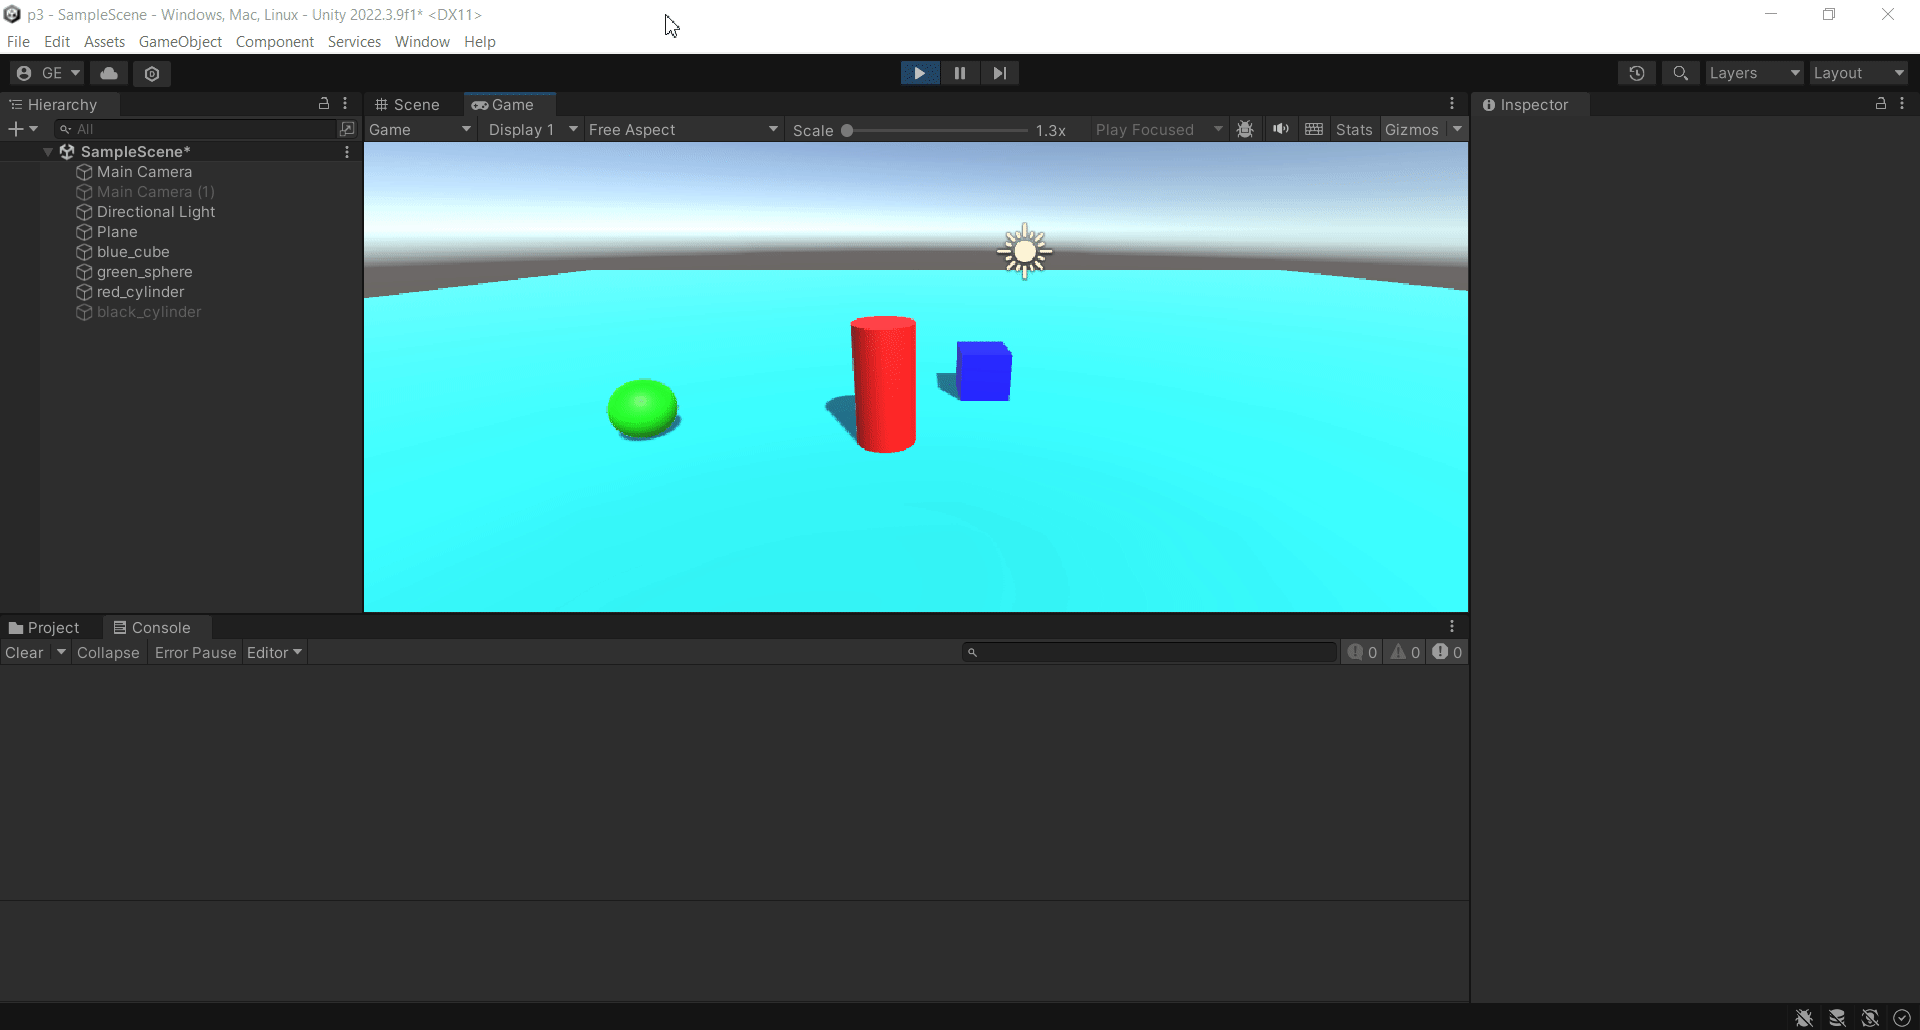 p3 - SampleScene - Windows, Mac, Linux - Unity 2022.3.9f1* <DX11>
File Edit Assets GameObject Component Services Window Help
GE Layers Layout
Hierarchy Scene Game Inspector
All Game Display 1 Free Aspect Scale 1.3x Play Focused Stats Gizmos
SampleScene*
Main Camera
Main Camera (1)
Directional Light
Plane
blue_cube
green_sphere
red_cylinder
black_cylinder
Project Console
Clear Collapse Error Pause Editor 0 0 0